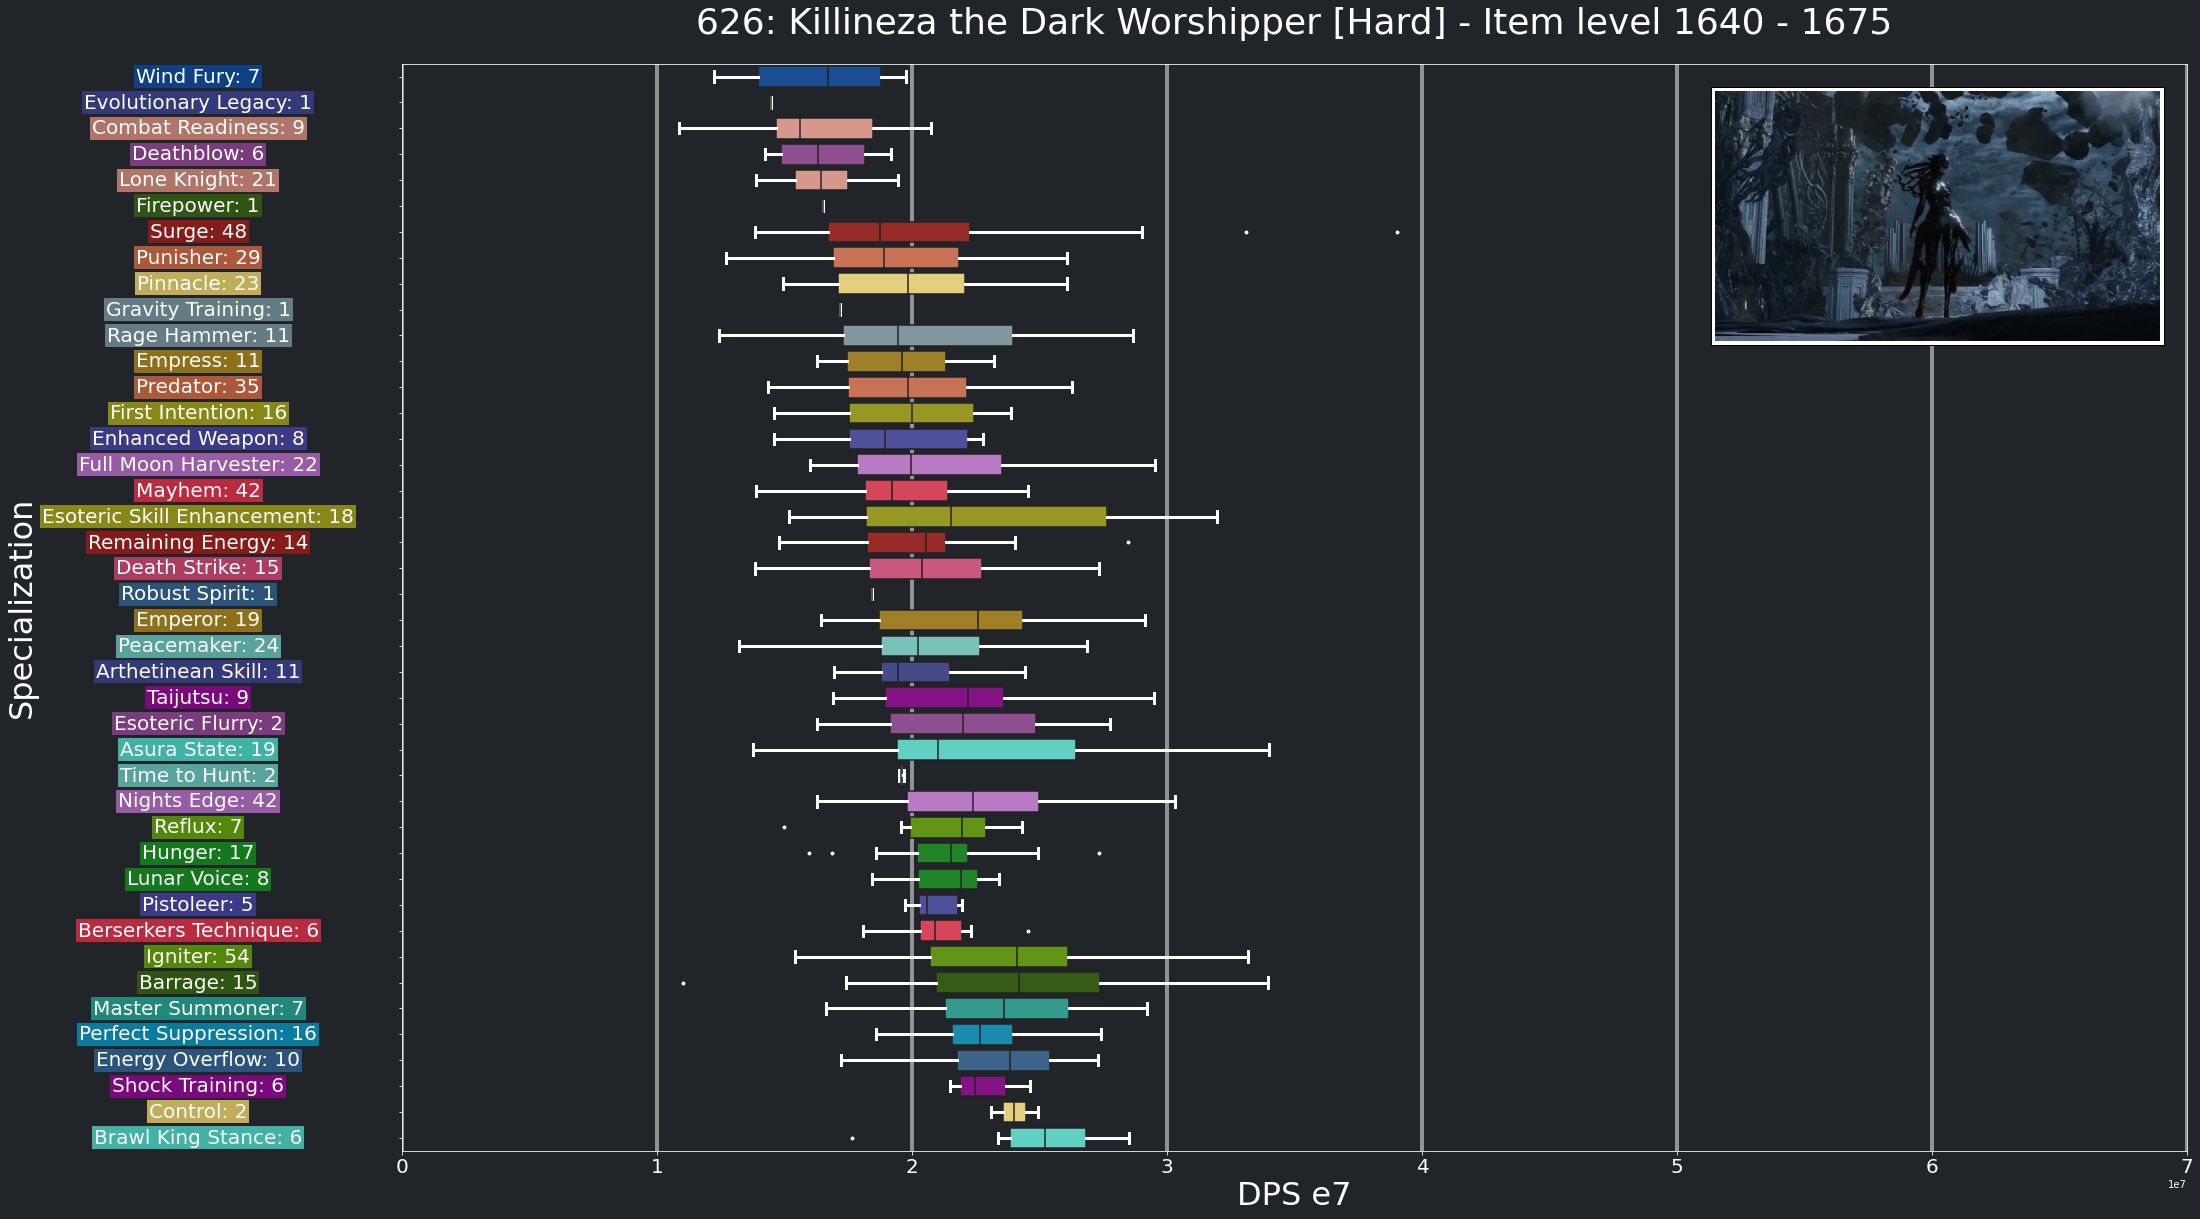 626: Killineza the Dark Worshipper [Hard] - Item level 1640 - 1675
Specialization
Wind Fury: 7
Evolutionary Legacy: 1
Combat Readiness: 9
Deathblow: 6
Lone Knight: 21
Firepower: 1
Surge: 48
Punisher: 29
Pinnacle: 23
Gravity Training: 1
Rage Hammer: 11
Empress: 11
Predator: 35
First Intention: 16
Enhanced Weapon: 8
Full Moon Harvester: 22
Mayhem: 42
Esoteric Skill Enhancement: 18
Remaining Energy: 14
Death Strike: 15
Robust Spirit: 1
Emperor: 19
Peacemaker: 24
Arthetinean Skill: 11
Taijutsu: 9
Esoteric Flurry: 2
Asura State: 19
Time to Hunt: 2
Nights Edge: 42
Reflux: 7
Hunger: 17
Lunar Voice: 8
Pistoleer: 5
Berserkers Technique: 6
Igniter: 54
Barrage: 15
Master Summoner: 7
Perfect Suppression: 16
Energy Overflow: 10
Shock Training: 6
Control: 2
Brawl King Stance: 6
0 1 2 3 4 5 6 7
DPS e7
1e7